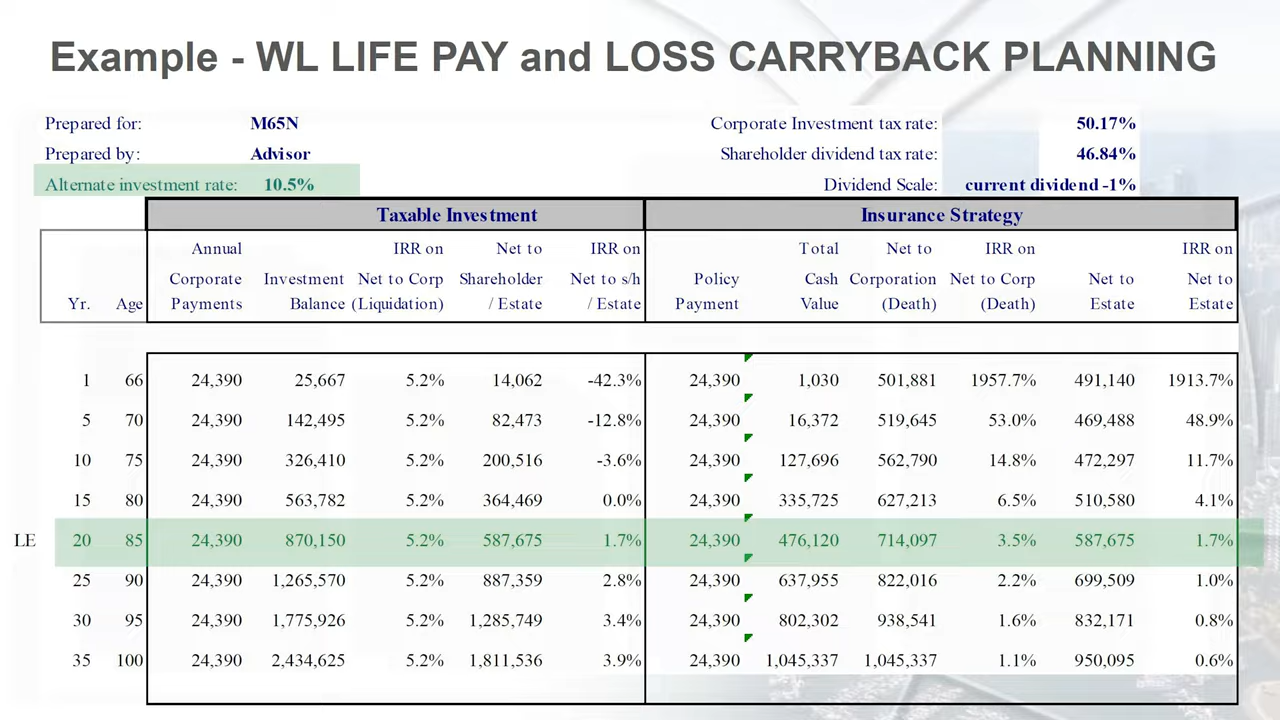 Example - WL LIFE PAY and LOSS CARRYBACK PLANNING
Prepared for: M65N Corporate Investment tax rate: 50.17%
Prepared by: Advisor Shareholder dividend tax rate: 46.84%
Alternate investment rate: 10.5% Dividend Scale: current dividend -1%
Taxable Investment Insurance Strategy
Annual IRR on Net to IRR on Total Net to IRR on IRR on
Corporate Investment Net to Corp Shareholder Net to s/h Policy Cash Corporation Net to Corp Net to Net to
Yr. Age Payments Balance (Liquidation) / Estate / Estate Payment Value (Death) (Death) Estate Estate
1 66 24,390 25,667 5.2% 14,062 -42.3% 24,390 1,030 501,881 1957.7% 491,140 1913.7%
5 70 24,390 142,495 5.2% 82,473 -12.8% 24,390 16,372 519,645 53.0% 469,488 48.9%
10 75 24,390 326,410 5.2% 200,516 -3.6% 24,390 127,696 562,790 14.8% 472,297 11.7%
15 80 24,390 563,782 5.2% 364,469 0.0% 24,390 335,725 627,213 6.5% 510,580 4.1%
LE 20 85 24,390 870,150 5.2% 587,675 1.7% 24,390 476,120 714,097 3.5% 587,675 1.7%
25 90 24,390 1,265,570 5.2% 887,359 2.8% 24,390 637,955 822,016 2.2% 699,509 1.0%
30 95 24,390 1,775,926 5.2% 1,285,749 3.4% 24,390 802,302 938,541 1.6% 832,171 0.8%
35 100 24,390 2,434,625 5.2% 1,811,536 3.9% 24,390 1,045,337 1,045,337 1.1% 950,095 0.6%